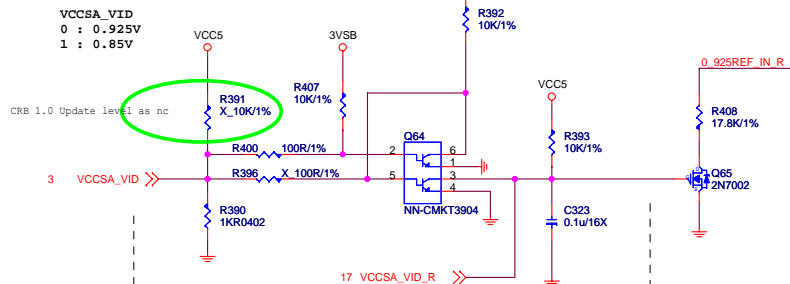 VCCSA_VID
0 : 0.925V
1 : 0.85V
R392
10K/1%
VCC5
3VSB
0_925REF_IN_R
R407
10K/1%
VCC5
CRB 1.0 Update level as nc
R391
X_10K/1%
R408
17.8K/1%
R393
10K/1%
Q64
R400 100R/1% 2 6
1
3 VCCSA_VID R396 X_100R/1% 5 3
4
Q65
2N7002
R390
1KR0402
NN-CMKT3904
C323
0.1u/16X
17 VCCSA_VID_R